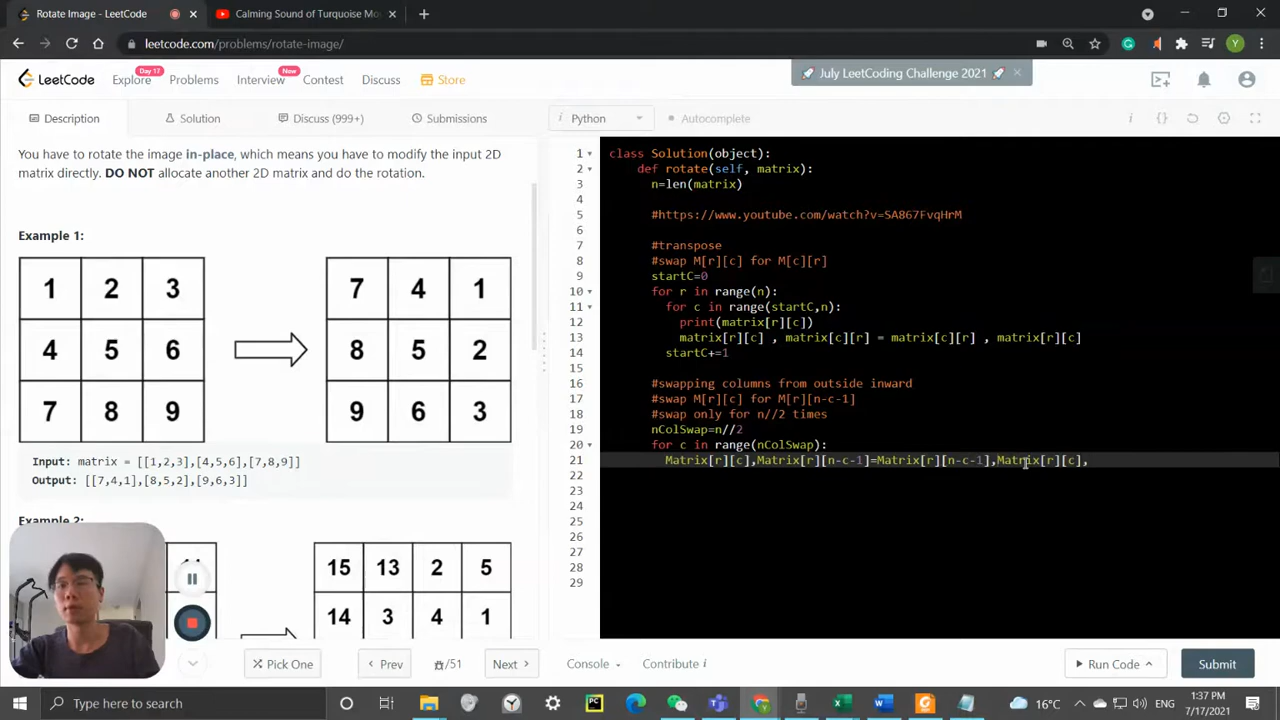 Rotate Image - LeetCode
Calming Sound of Turquoise Mo
leetcode.com/problems/rotate-image/
Y
LeetCode
Explore
Day 17
Problems
Interview
New
Contest
Discuss
Store
July LeetCoding Challenge 2021
Description
Solution
Discuss (999+)
Submissions
i Python
Autocomplete
You have to rotate the image in-place, which means you have to modify the input 2D
matrix directly. DO NOT allocate another 2D matrix and do the rotation.
Example 1:
1 2 3
4 5 6
7 8 9
7 4 1
8 5 2
9 6 3
Input: matrix = [[1,2,3],[4,5,6],[7,8,9]]
Output: [[7,4,1],[8,5,2],[9,6,3]]
Example 2:
15 13 2 5
14 3 4 1
1 class Solution(object):
2 def rotate(self, matrix):
3 n=len(matrix)
4
5 #https://www.youtube.com/watch?v=SA867FvqHrM
6
7 #transpose
8 #swap M[r][c] for M[c][r]
9 startC=0
10 for r in range(n):
11 for c in range(startC,n):
12 print(matrix[r][c])
13 matrix[r][c] , matrix[c][r] = matrix[c][r] , matrix[r][c]
14 startC+=1
15
16 #swapping columns from outside inward
17 #swap M[r][c] for M[r][n-c-1]
18 #swap only for n//2 times
19 nColSwap=n//2
20 for c in range(nColSwap):
21 Matrix[r][c],Matrix[r][n-c-1]=Matrix[r][n-c-1],Matrix[r][c],
22
23
24
25
26
27
28
29
Pick One
Prev
/51
Next
Console
Contribute i
Run Code
Submit
Type here to search
16°C
ENG
1:37 PM
7/17/2021